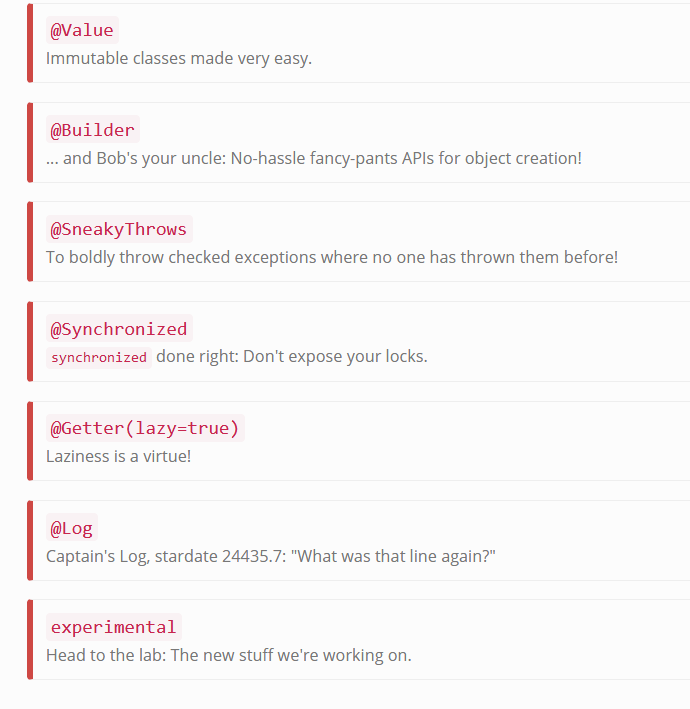 @Value
Immutable classes made very easy.
@Builder
... and Bob's your uncle: No-hassle fancy-pants APIs for object creation!
@SneakyThrows
To boldly throw checked exceptions where no one has thrown them before!
@Synchronized
synchronized done right: Don't expose your locks.
@Getter(lazy=true)
Laziness is a virtue!
@Log
Captain's Log, stardate 24435.7: "What was that line again?"
experimental
Head to the lab: The new stuff we're working on.